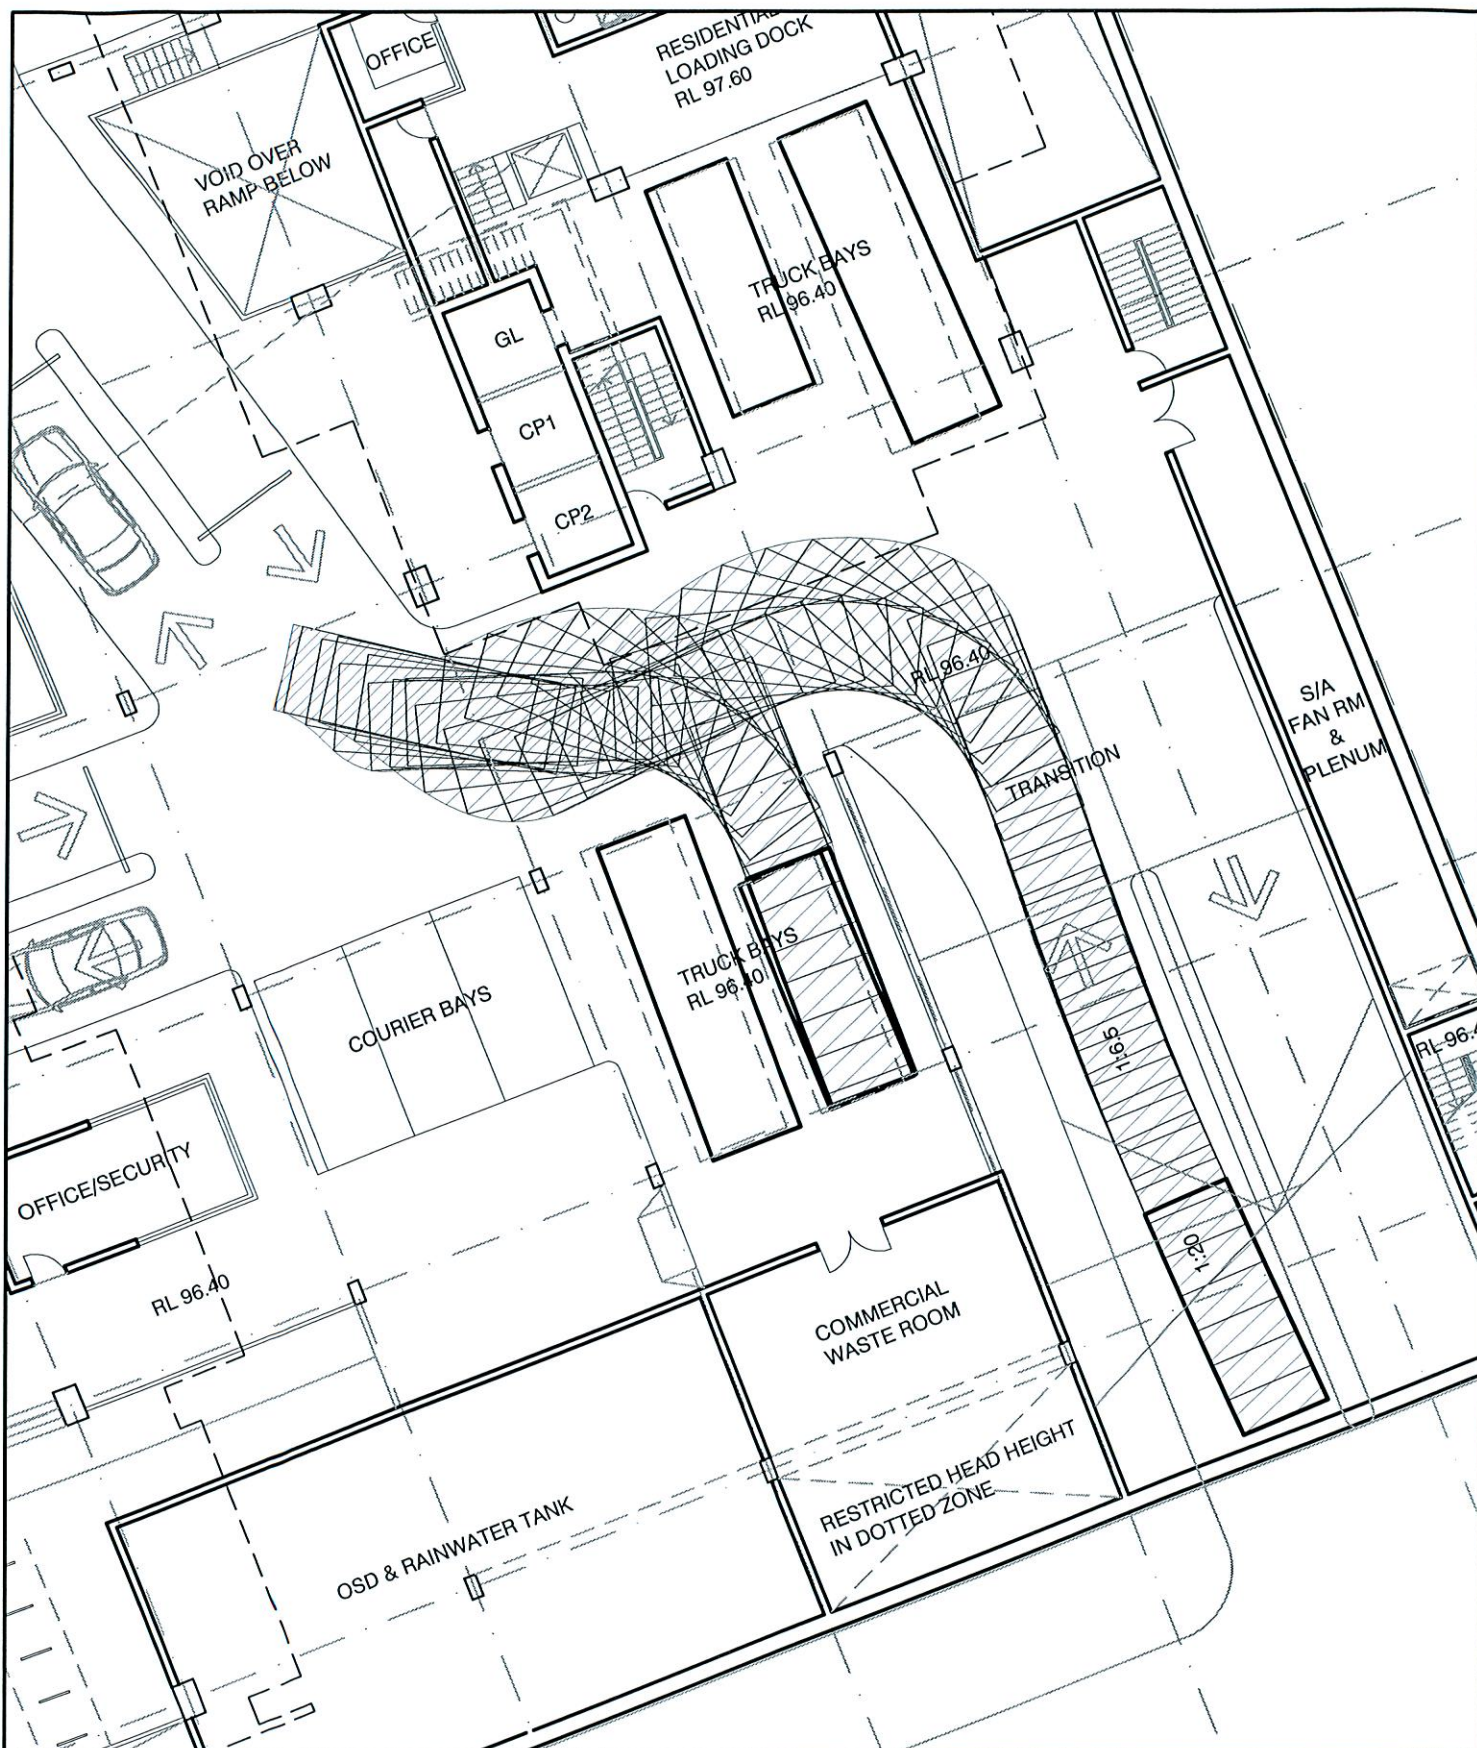 OFFICE
RESIDENTIAL
LOADING DOCK
RL 97.60
VOID OVER
RAMP BELOW
TRUCK BAYS
RL 96.40
GL
CP1
CP2
RL 96.40
TRANSITION
S/A
FAN RM
&
PLENUM
TRUCK BAYS
RL 96.40
COURIER BAYS
1:6.5
OFFICE/SECURITY
RL 96.40
1:20
COMMERCIAL
WASTE ROOM
RESTRICTED HEAD HEIGHT
IN DOTTED ZONE
OSD & RAINWATER TANK